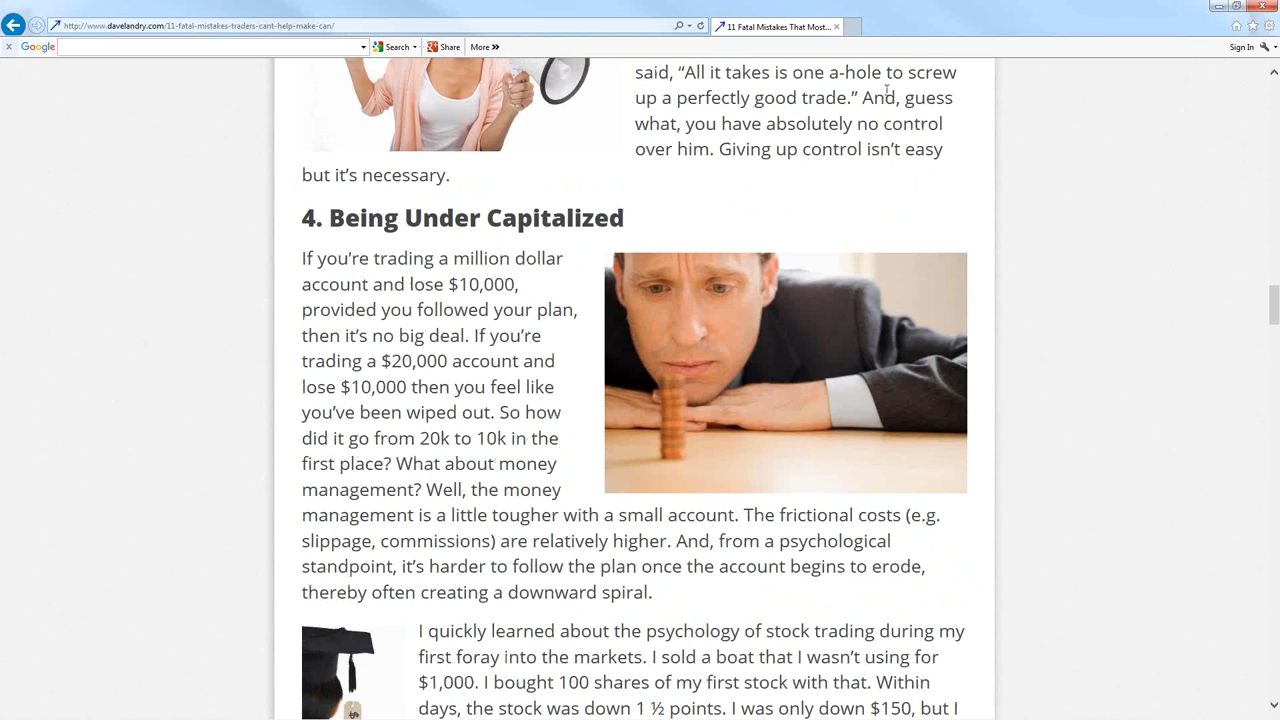 http://www.davelandry.com/11-fatal-mistakes-traders-cant-help-make-can/
11 Fatal Mistakes That Most...
x Google Search Share More »
Sign In
said, “All it takes is one a-hole to screw
up a perfectly good trade.” And, guess
what, you have absolutely no control
over him. Giving up control isn’t easy
but it’s necessary.
4. Being Under Capitalized
If you’re trading a million dollar
account and lose $10,000,
provided you followed your plan,
then it’s no big deal. If you’re
trading a $20,000 account and
lose $10,000 then you feel like
you’ve been wiped out. So how
did it go from 20k to 10k in the
first place? What about money
management? Well, the money
management is a little tougher with a small account. The frictional costs (e.g.
slippage, commissions) are relatively higher. And, from a psychological
standpoint, it’s harder to follow the plan once the account begins to erode,
thereby often creating a downward spiral.
I quickly learned about the psychology of stock trading during my
first foray into the markets. I sold a boat that I wasn’t using for
$1,000. I bought 100 shares of my first stock with that. Within
days, the stock was down 1 ½ points. I was only down $150, but I